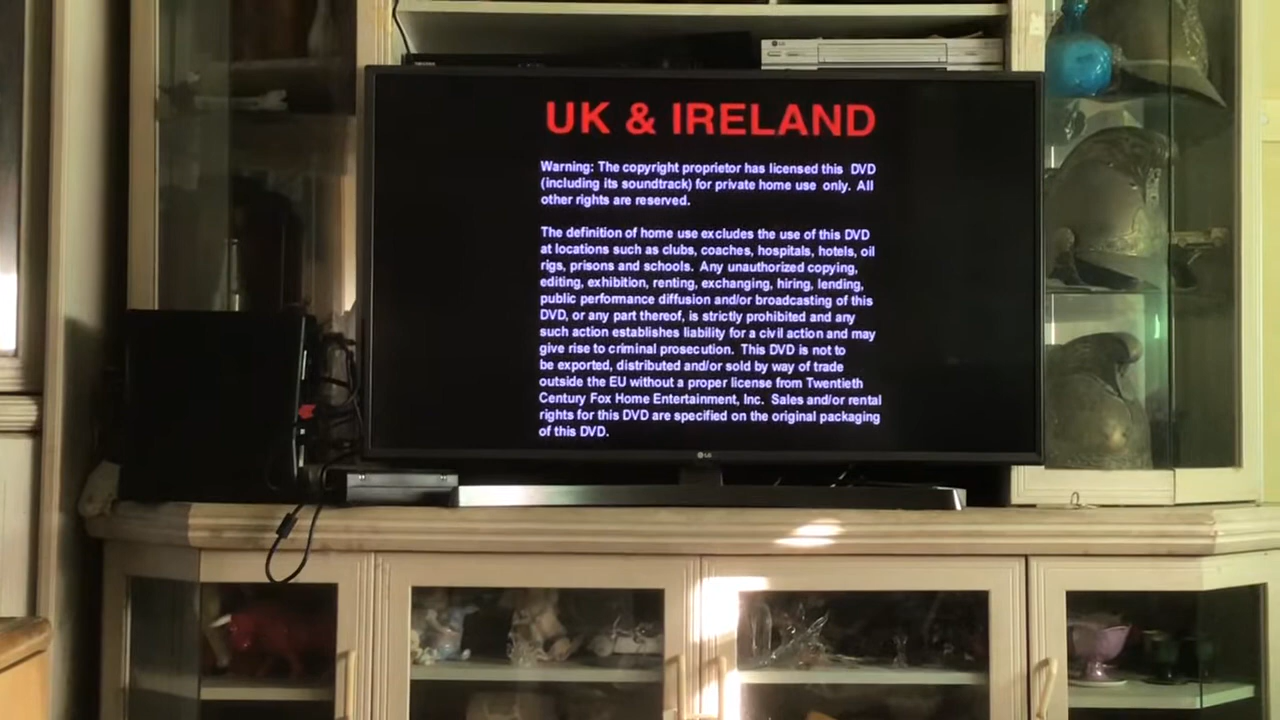 UK & IRELAND
Warning: The copyright proprietor has licensed this DVD
(including its soundtrack) for private home use only. All
other rights are reserved.
The definition of home use excludes the use of this DVD
at locations such as clubs, coaches, hospitals, hotels, oil
rigs, prisons and schools. Any unauthorized copying,
editing, exhibition, renting, exchanging, hiring, lending,
public performance diffusion and/or broadcasting of this
DVD, or any part thereof, is strictly prohibited and any
such action establishes liability for a civil action and may
give rise to criminal prosecution. This DVD is not to
be exported, distributed and/or sold by way of trade
outside the EU without a proper license from Twentieth
Century Fox Home Entertainment, Inc. Sales and/or rental
rights for this DVD are specified on the original packaging
of this DVD.
LG